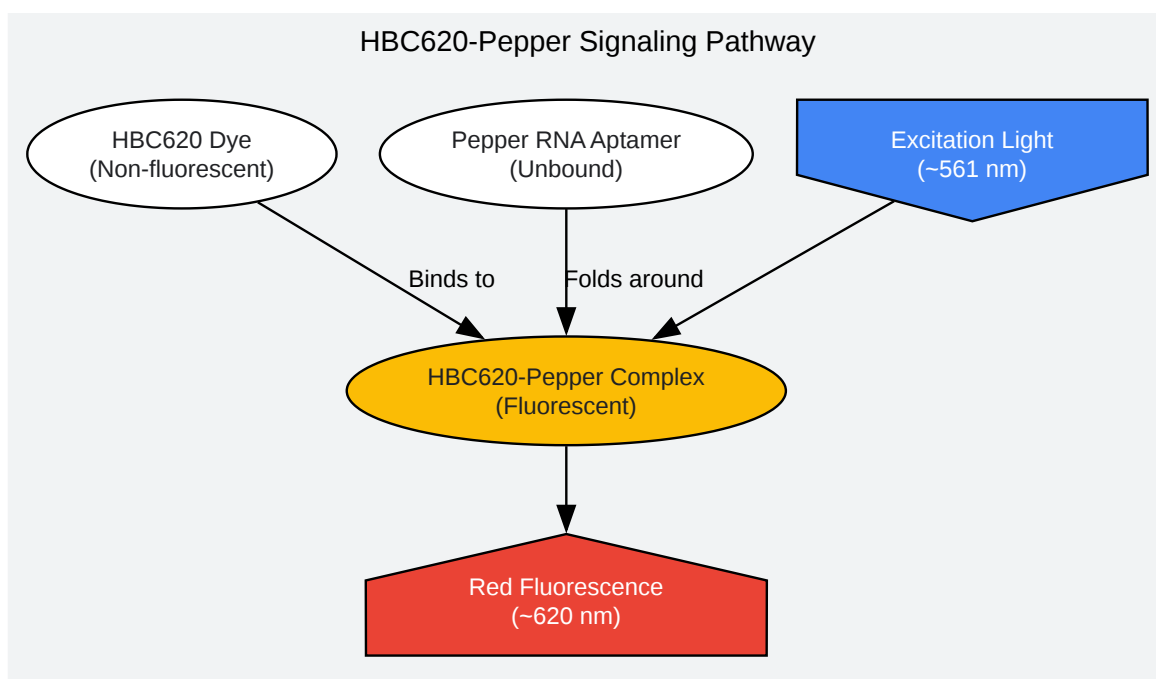 HBC620-Pepper Signaling Pathway
HBC620 Dye
(Non-fluorescent)
Pepper RNA Aptamer
(Unbound)
Excitation Light
(~561 nm)
Binds to
Folds around
HBC620-Pepper Complex
(Fluorescent)
Red Fluorescence
(~620 nm)